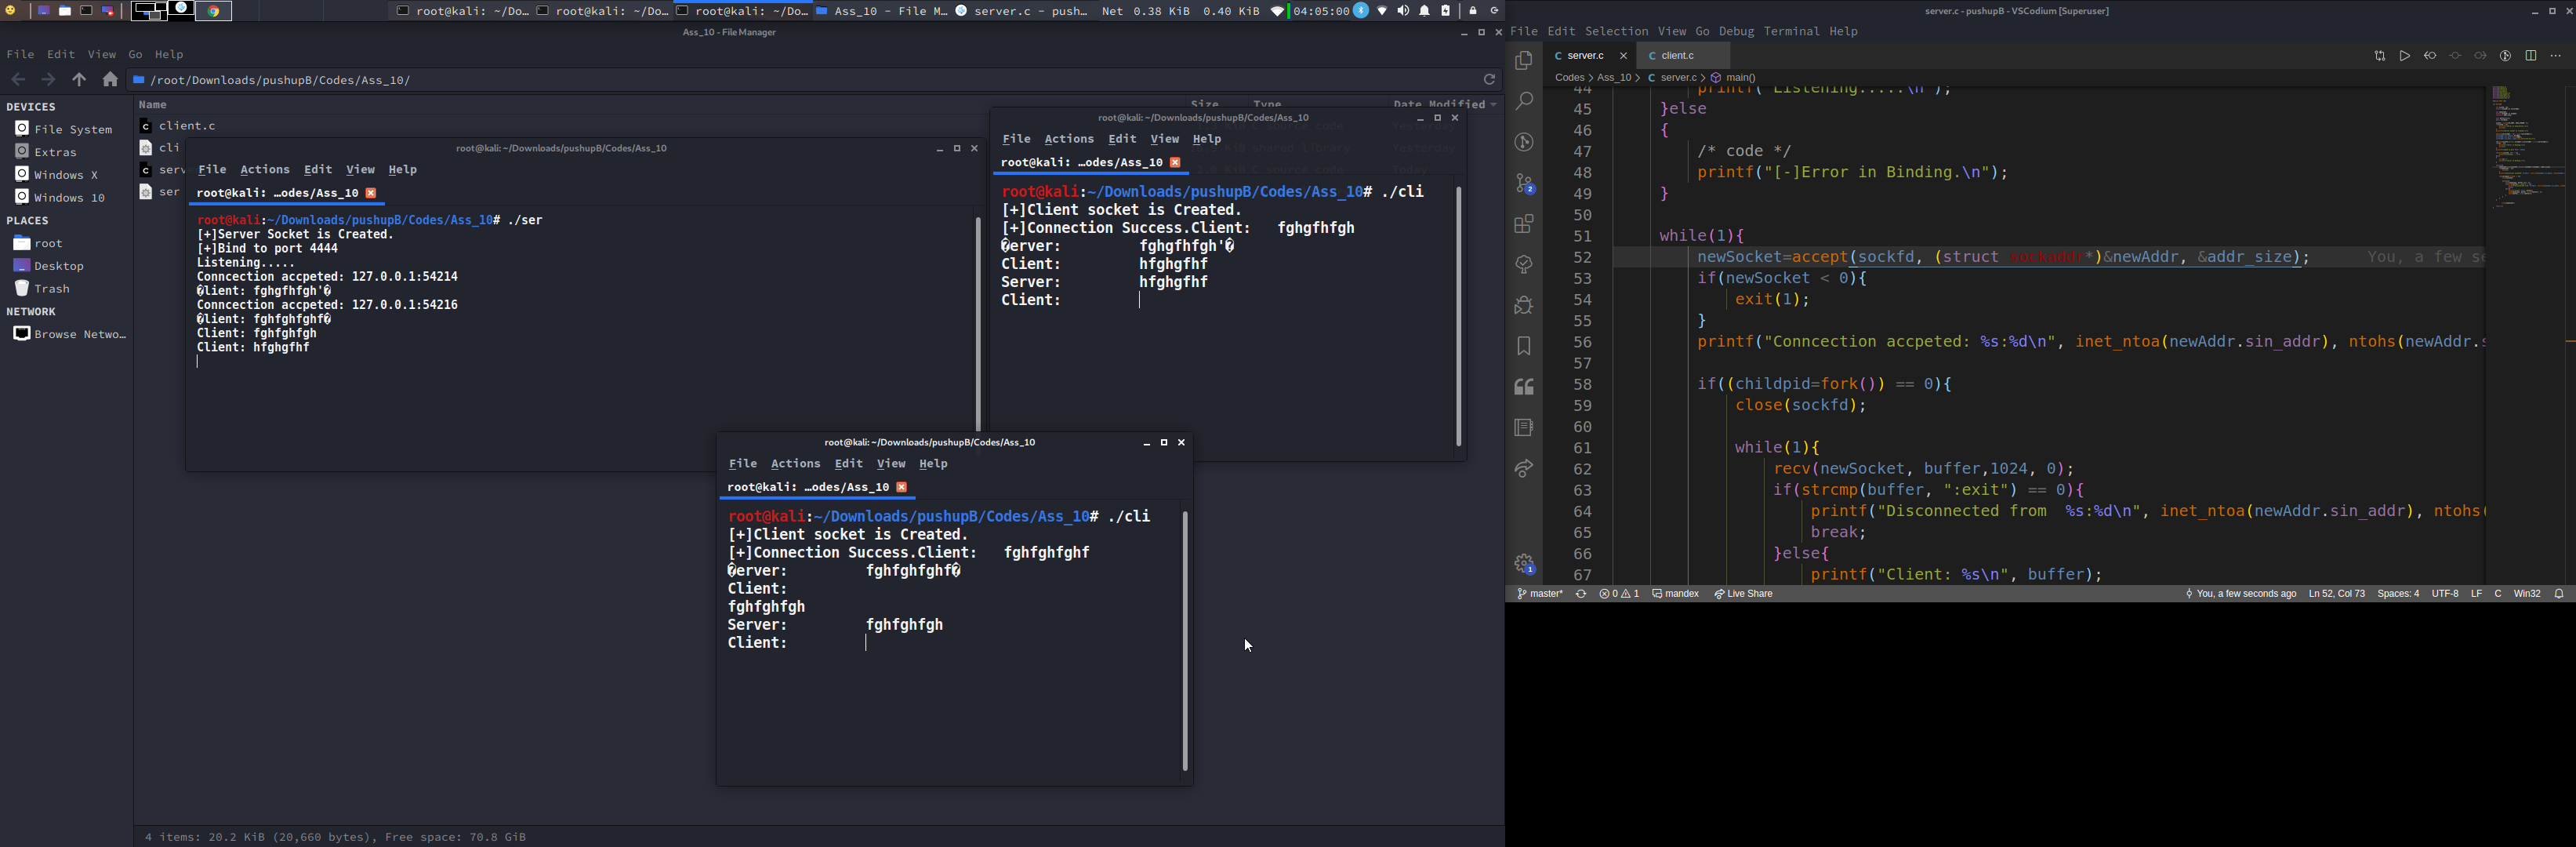 root@kali: ~/Do...
root@kali: ~/Do...
root@kali: ~/Do...
Ass_10 - File M...
server.c - push...
Net 0.38 KiB 0.40 KiB
04:05:00
Ass_10 - File Manager
File Edit View Go Help
/root/Downloads/pushupB/Codes/Ass_10/
DEVICES
File System
Extras
Windows X
Windows 10
PLACES
root
Desktop
Trash
NETWORK
Browse Netwo...
Name Size Type Date Modified
client.c
cli
serv
ser
4 items: 20.2 KiB (20,660 bytes), Free space: 70.8 GiB
root@kali: ~/Downloads/pushupB/Codes/Ass_10
File Actions Edit View Help
root@kali: ...odes/Ass_10
root@kali:~/Downloads/pushupB/Codes/Ass_10# ./ser
[+]Server Socket is Created.
[+]Bind to port 4444
Listening.....
Conncection accpeted: 127.0.0.1:54214
�lient: fghgfhfgh'�
Conncection accpeted: 127.0.0.1:54216
�lient: fghfghfghf�
Client: fghfghfgh
Client: hfghgfhf
root@kali: ~/Downloads/pushupB/Codes/Ass_10
File Actions Edit View Help
root@kali: ...odes/Ass_10
root@kali:~/Downloads/pushupB/Codes/Ass_10# ./cli
[+]Client socket is Created.
[+]Connection Success.Client: fghgfhfgh
�erver: fghgfhfgh'�
Client: hfghgfhf
Server: hfghgfhf
Client:
root@kali: ~/Downloads/pushupB/Codes/Ass_10
File Actions Edit View Help
root@kali: ...odes/Ass_10
root@kali:~/Downloads/pushupB/Codes/Ass_10# ./cli
[+]Client socket is Created.
[+]Connection Success.Client: fghfghfghf
�erver: fghfghfghf�
Client:
fghfghfgh
Server: fghfghfgh
Client:
server.c - pushupB - VSCodium [Superuser]
File Edit Selection View Go Debug Terminal Help
C server.c C client.c
Codes > Ass_10 > C server.c > main()
44 printf("Listening.....\n");
45 }else
46 {
47 /* code */
48 printf("[-]Error in Binding.\n");
49 }
50
51 while(1){
52 newSocket=accept(sockfd, (struct sockaddr*)&newAddr, &addr_size); You, a few se
53 if(newSocket < 0){
54 exit(1);
55 }
56 printf("Conncection accpeted: %s:%d\n", inet_ntoa(newAddr.sin_addr), ntohs(newAddr.s
57
58 if((childpid=fork()) == 0){
59 close(sockfd);
60
61 while(1){
62 recv(newSocket, buffer,1024, 0);
63 if(strcmp(buffer, ":exit") == 0){
64 printf("Disconnected from  %s:%d\n", inet_ntoa(newAddr.sin_addr), ntohs(
65 break;
66 }else{
67 printf("Client: %s\n", buffer);
master* 0 1 mandex Live Share You, a few seconds ago Ln 52, Col 73 Spaces: 4 UTF-8 LF C Win32